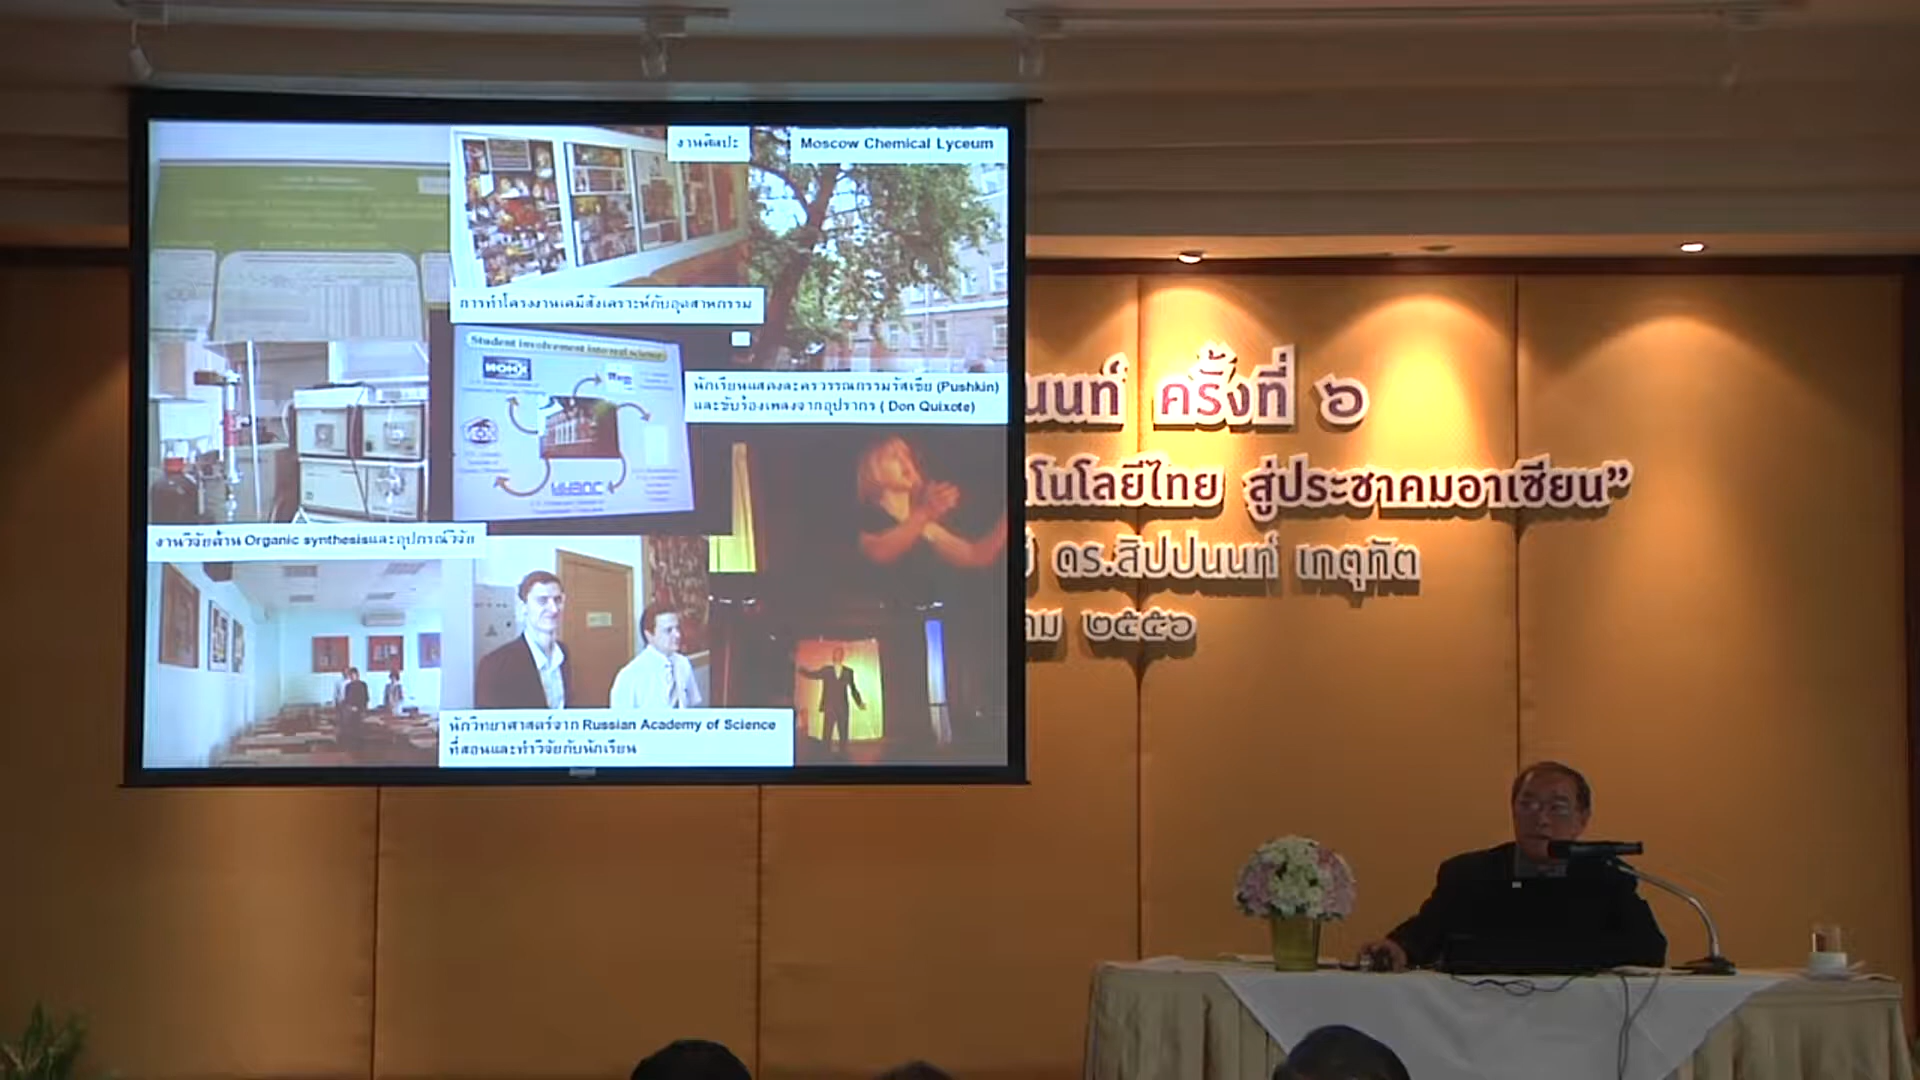 งานศิลปะ
Moscow Chemical Lyceum
การทำโครงงานเคมีสังเคราะห์กับอุตสาหกรรม
Student involvement into real science
นักเรียนแสดงละครวรรณกรรมรัสเซีย (Pushkin)
และขับร้องเพลงจากอุปรากร ( Don Quixote)
งานวิจัยด้าน Organic synthesisและอุปกรณ์วิจัย
นักวิทยาศาสตร์จาก Russian Academy of Science
ที่สอนและทำวิจัยกับนักเรียน
นนท์ ครั้งที่ ๖
โนโลยีไทย สู่ประชาคมอาเซียน”
ดร.สิปปนนท์ เกตุทัต
๒๕๕๖